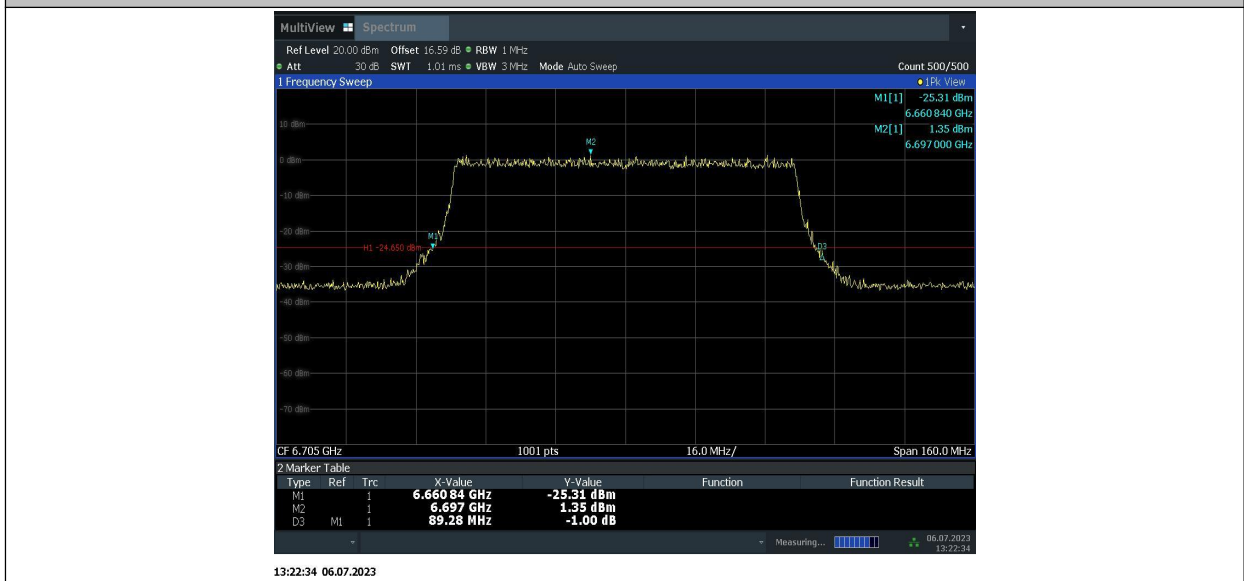 MultiView Spectrum
Ref Level 20.00 dBm Offset 16.59 dB RBW 1 MHz
Att 30 dB SWT 1.01 ms VBW 3 MHz Mode Auto Sweep Count 500/500
1 Frequency Sweep 1Pk View
M1[1] -25.31 dBm
6.660 840 GHz
10 dBm
M2[1] 1.35 dBm
M2
6.697 000 GHz
0 dBm
-10 dBm
-20 dBm
M1
H1 -24.650 dBm
D3
-30 dBm
-40 dBm
-50 dBm
-60 dBm
-70 dBm
CF 6.705 GHz 1001 pts 16.0 MHz/ Span 160.0 MHz
2 Marker Table
Type Ref Trc X-Value Y-Value Function Function Result
M1 1 6.660 84 GHz -25.31 dBm
M2 1 6.697 GHz 1.35 dBm
D3 M1 1 89.28 MHz -1.00 dB
Measuring... 06.07.2023
13:22:34
13:22:34 06.07.2023